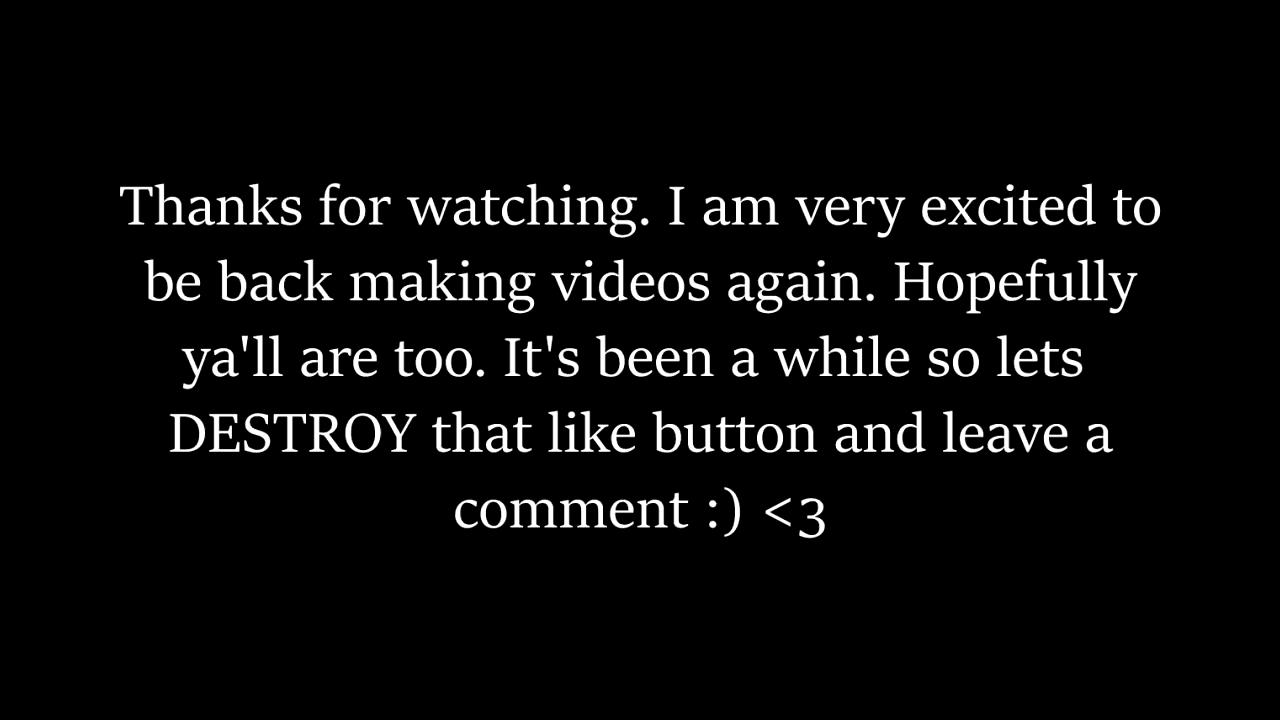 Thanks for watching. I am very excited to
be back making videos again. Hopefully
ya'll are too. It's been a while so lets
DESTROY that like button and leave a
comment :) <3